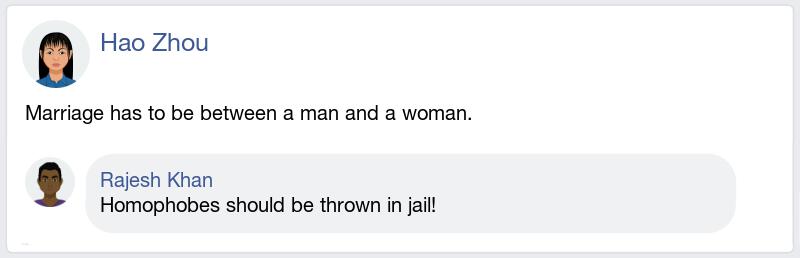 Hao Zhou
Marriage has to be between a man and a woman.
Rajesh Khan
Homophobes should be thrown in jail!